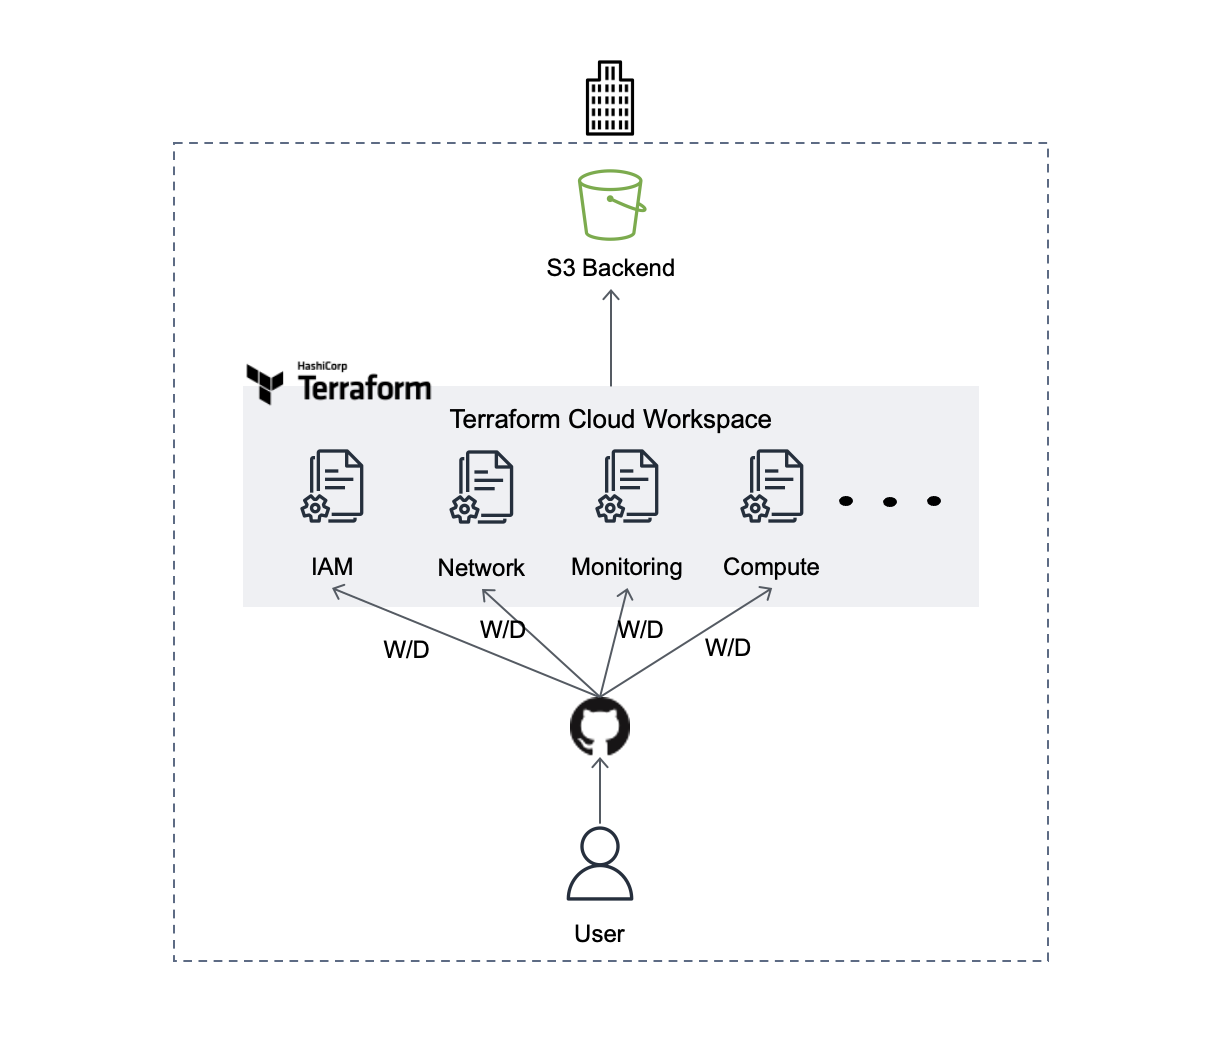 S3 Backend
HashiCorp
Terraform
Terraform Cloud Workspace
IAM
Network
Monitoring
Compute
W/D
W/D
W/D
W/D
User